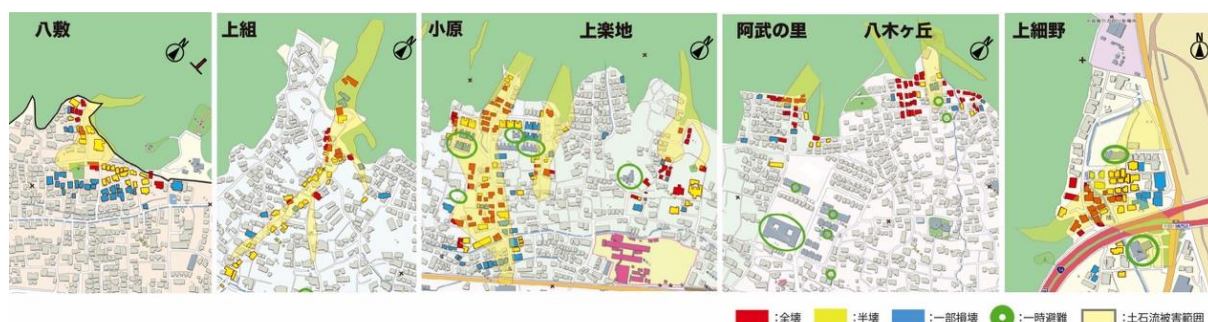 八敷
上組
小原
上楽地
阿武の里
八木ヶ丘
上細野
N
:全壊 :半壊 :一部損壊 :一時避難 :土石流被害範囲